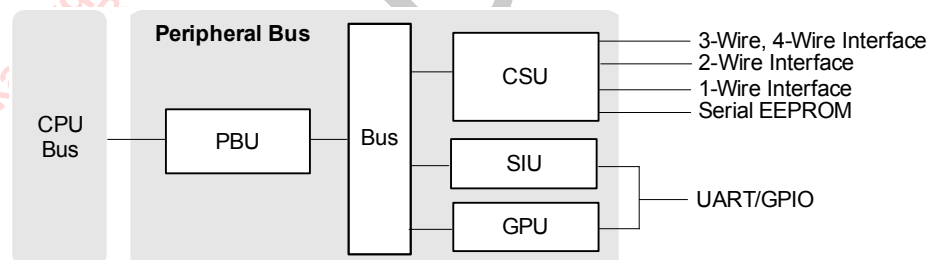 Peripheral Bus
CPU
Bus
PBU
Bus
CSU
SIU
GPU
3-Wire, 4-Wire Interface
2-Wire Interface
1-Wire Interface
Serial EEPROM
UART/GPIO